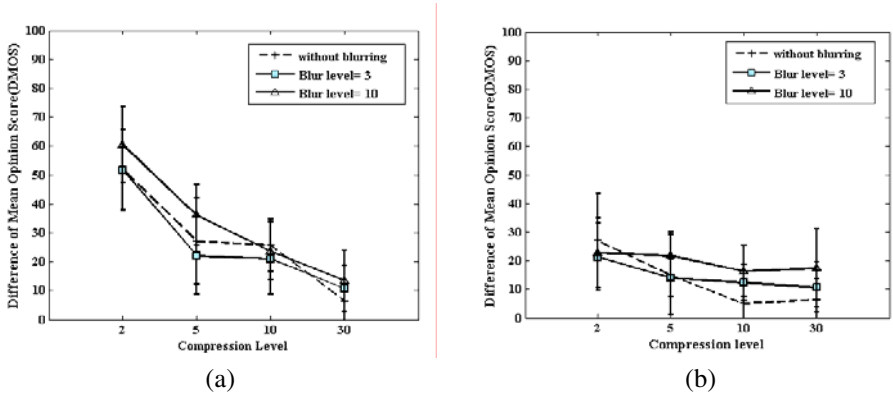 100
90
80
70
60
50
40
30
20
10
0
Difference of Mean Opinion Score(DMOS)
without blurring
Blur level= 3
Blur level= 10
2 5 10 30
Compression Level
(a)
100
90
80
70
60
50
40
30
20
10
0
Difference of Mean Opinion Score(DMOS)
without blurring
Blur level= 3
Blur level= 10
2 5 10 30
Compression level
(b)